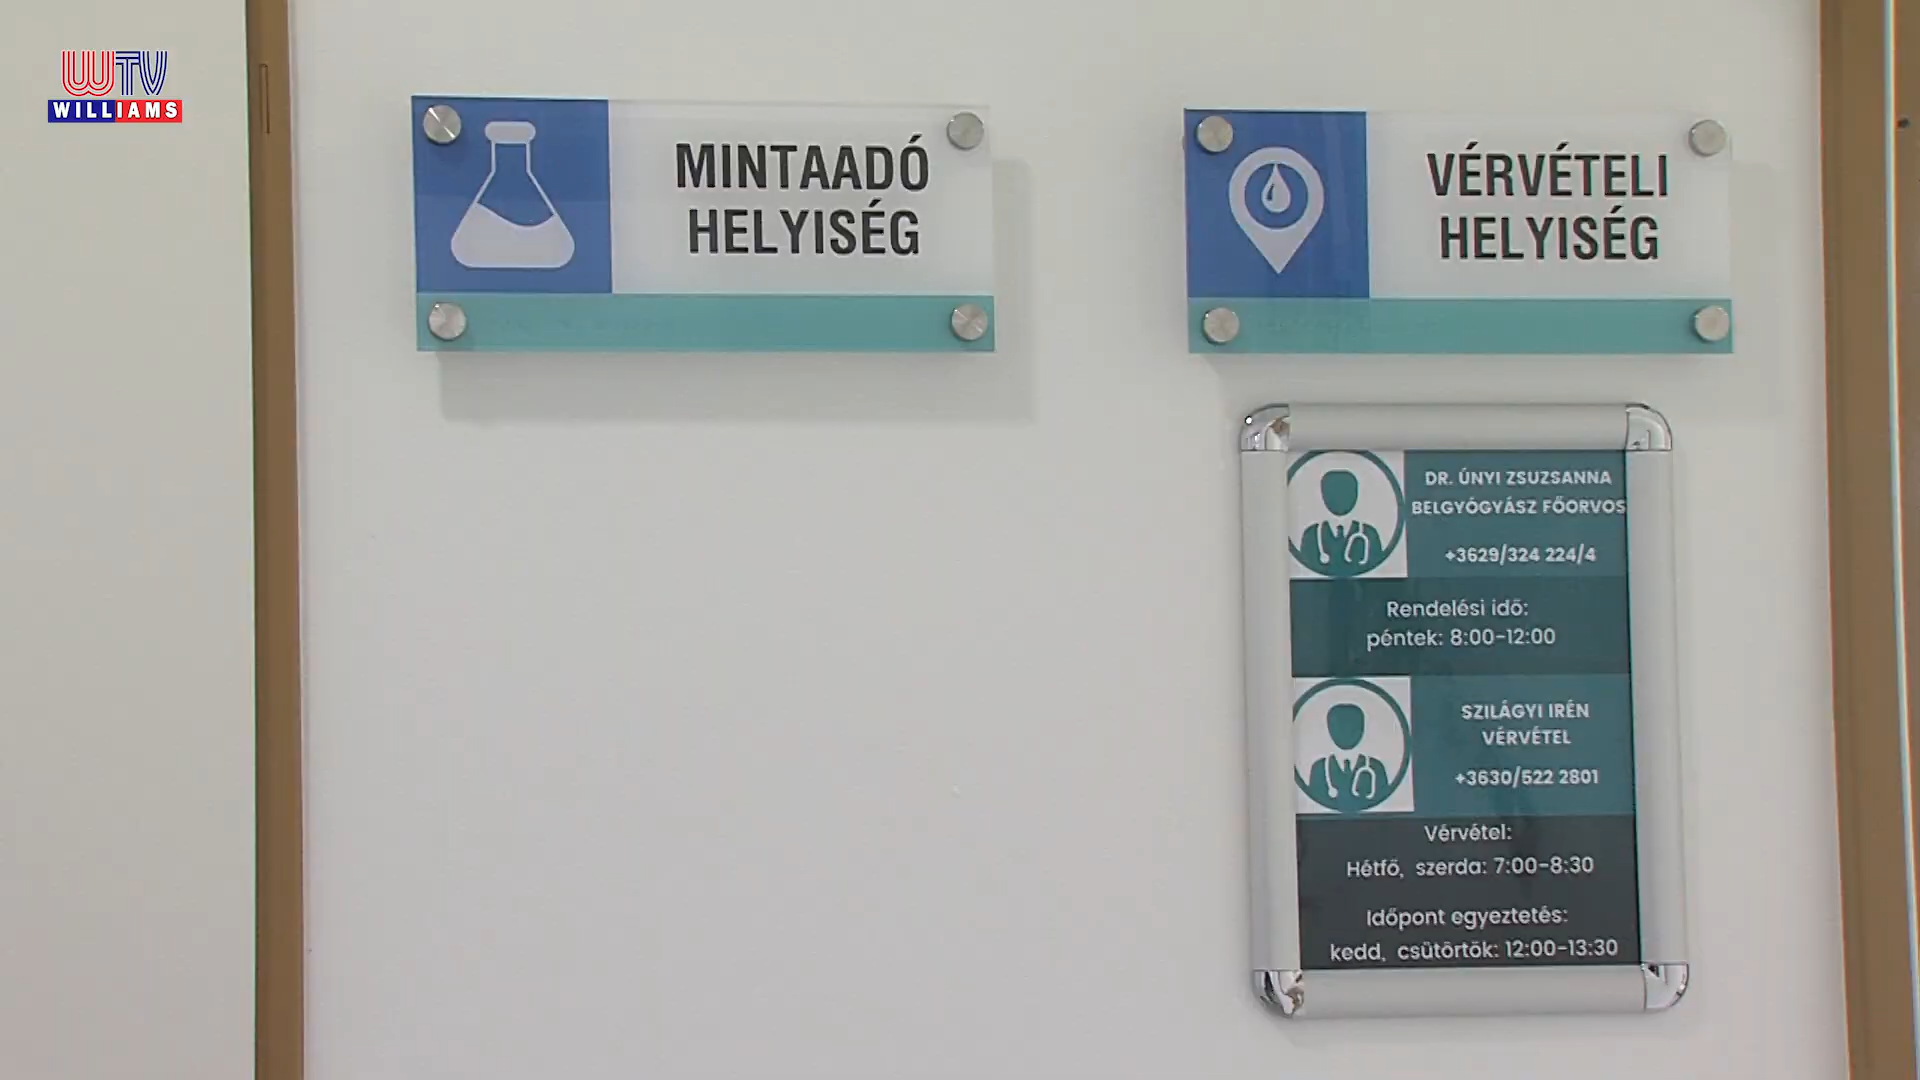 WTV
WILLIAMS
MINTAADÓ
HELYISÉG
VÉRVÉTELI
HELYISÉG
DR. ÚNYI ZSUZSANNA
BELGYÓGYÁSZ FŐORVOS
+3629/324 224/4
Rendelési idő:
péntek: 8:00-12:00
SZILÁGYI IRÉN
VÉRVÉTEL
+3630/522 2801
Vérvétel:
Hétfő, szerda: 7:00-8:30
Időpont egyeztetés:
kedd, csütörtök: 12:00-13:30